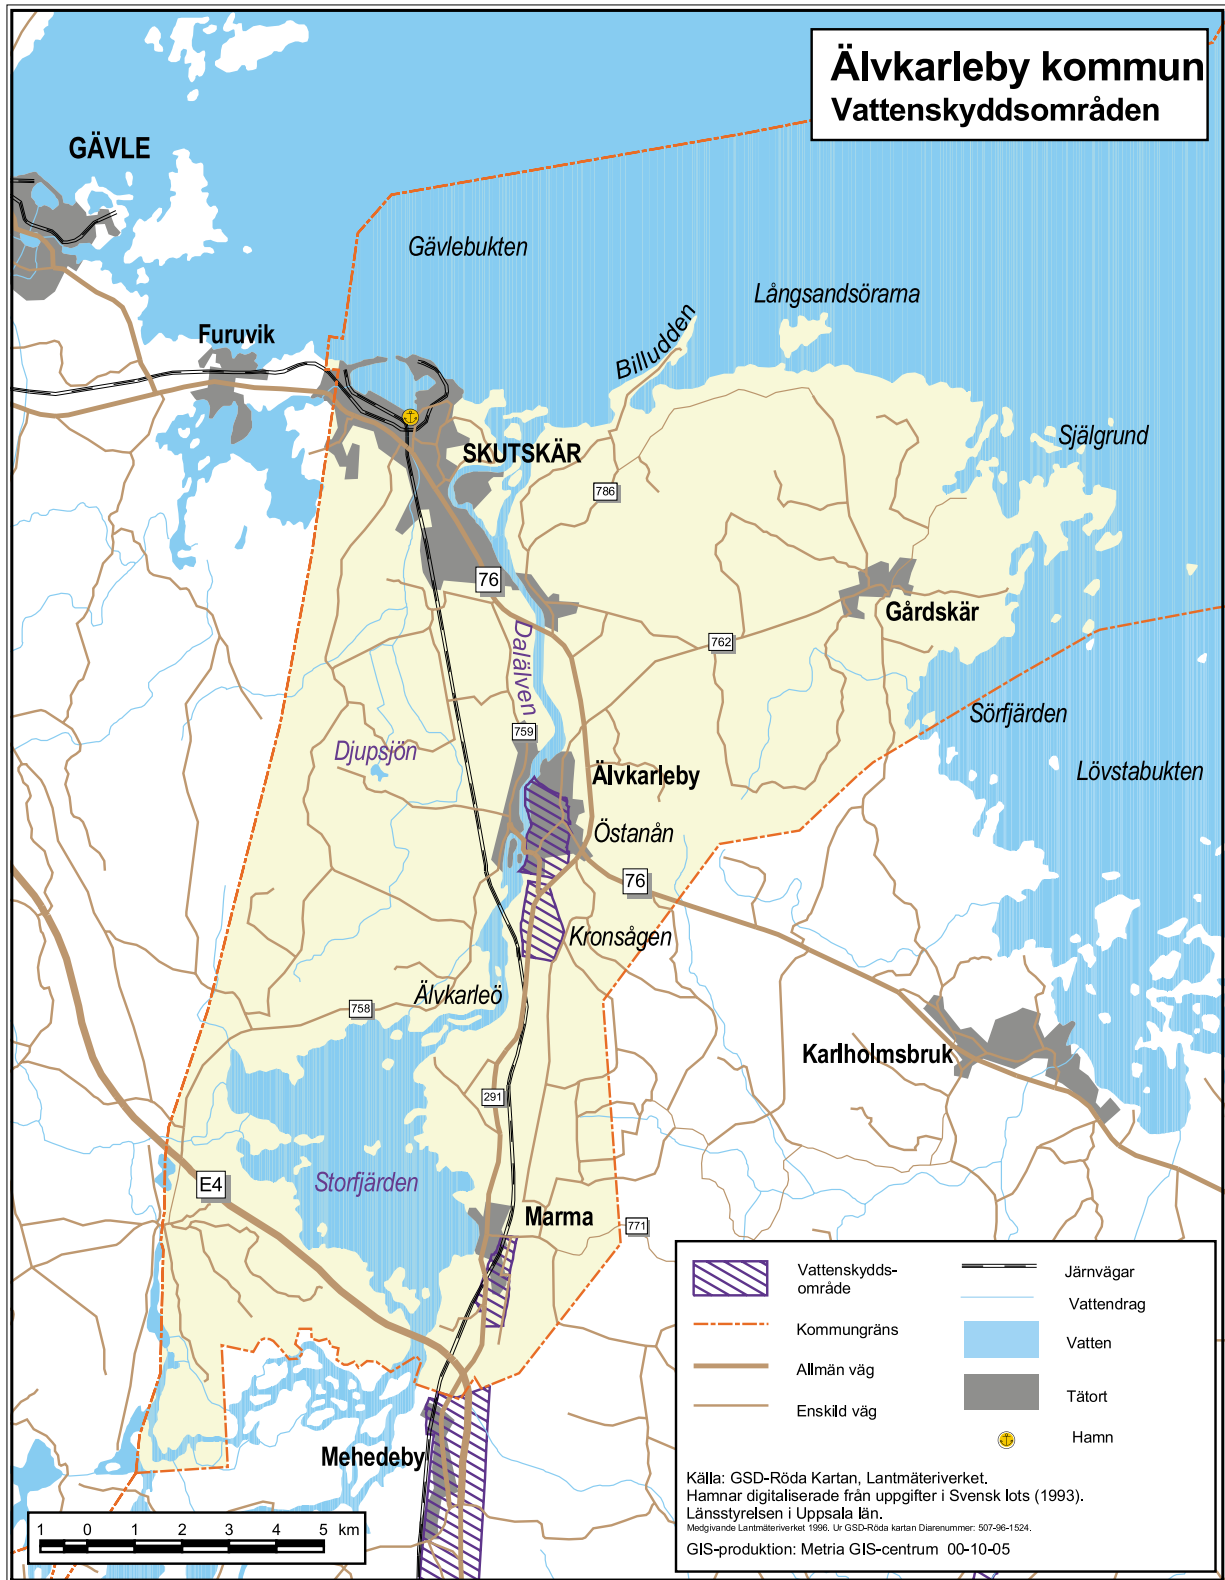 Älvkarleby kommun
Vattenskyddsområden
GÄVLE
Gävlebukten
Långsandsörarna
Billudden
Furuvik
SKUTSKÄR
Själgrund
786
76
Gårdskär
762
Dalälven
Sörfjärden
759
Djupsjön
Älvkarleby
Lövstabukten
Östanån
76
Kronsågen
Älvkarleö
758
Karlholmsbruk
291
E4
Storfjärden
Marma
771
Mehedeby
Vattenskydds-
område
Kommungräns
Allmän väg
Enskild väg
Järnvägar
Vattendrag
Vatten
Tätort
Hamn
Källa: GSD-Röda Kartan, Lantmäteriverket.
Hamnar digitaliserade från uppgifter i Svensk lots (1993).
Länsstyrelsen i Uppsala län.
Medgivande Lantmäteriverket 1996. Ur GSD-Röda kartan Diarenummer: 507-96-1524.
GIS-produktion: Metria GIS-centrum 00-10-05
1 0 1 2 3 4 5 km